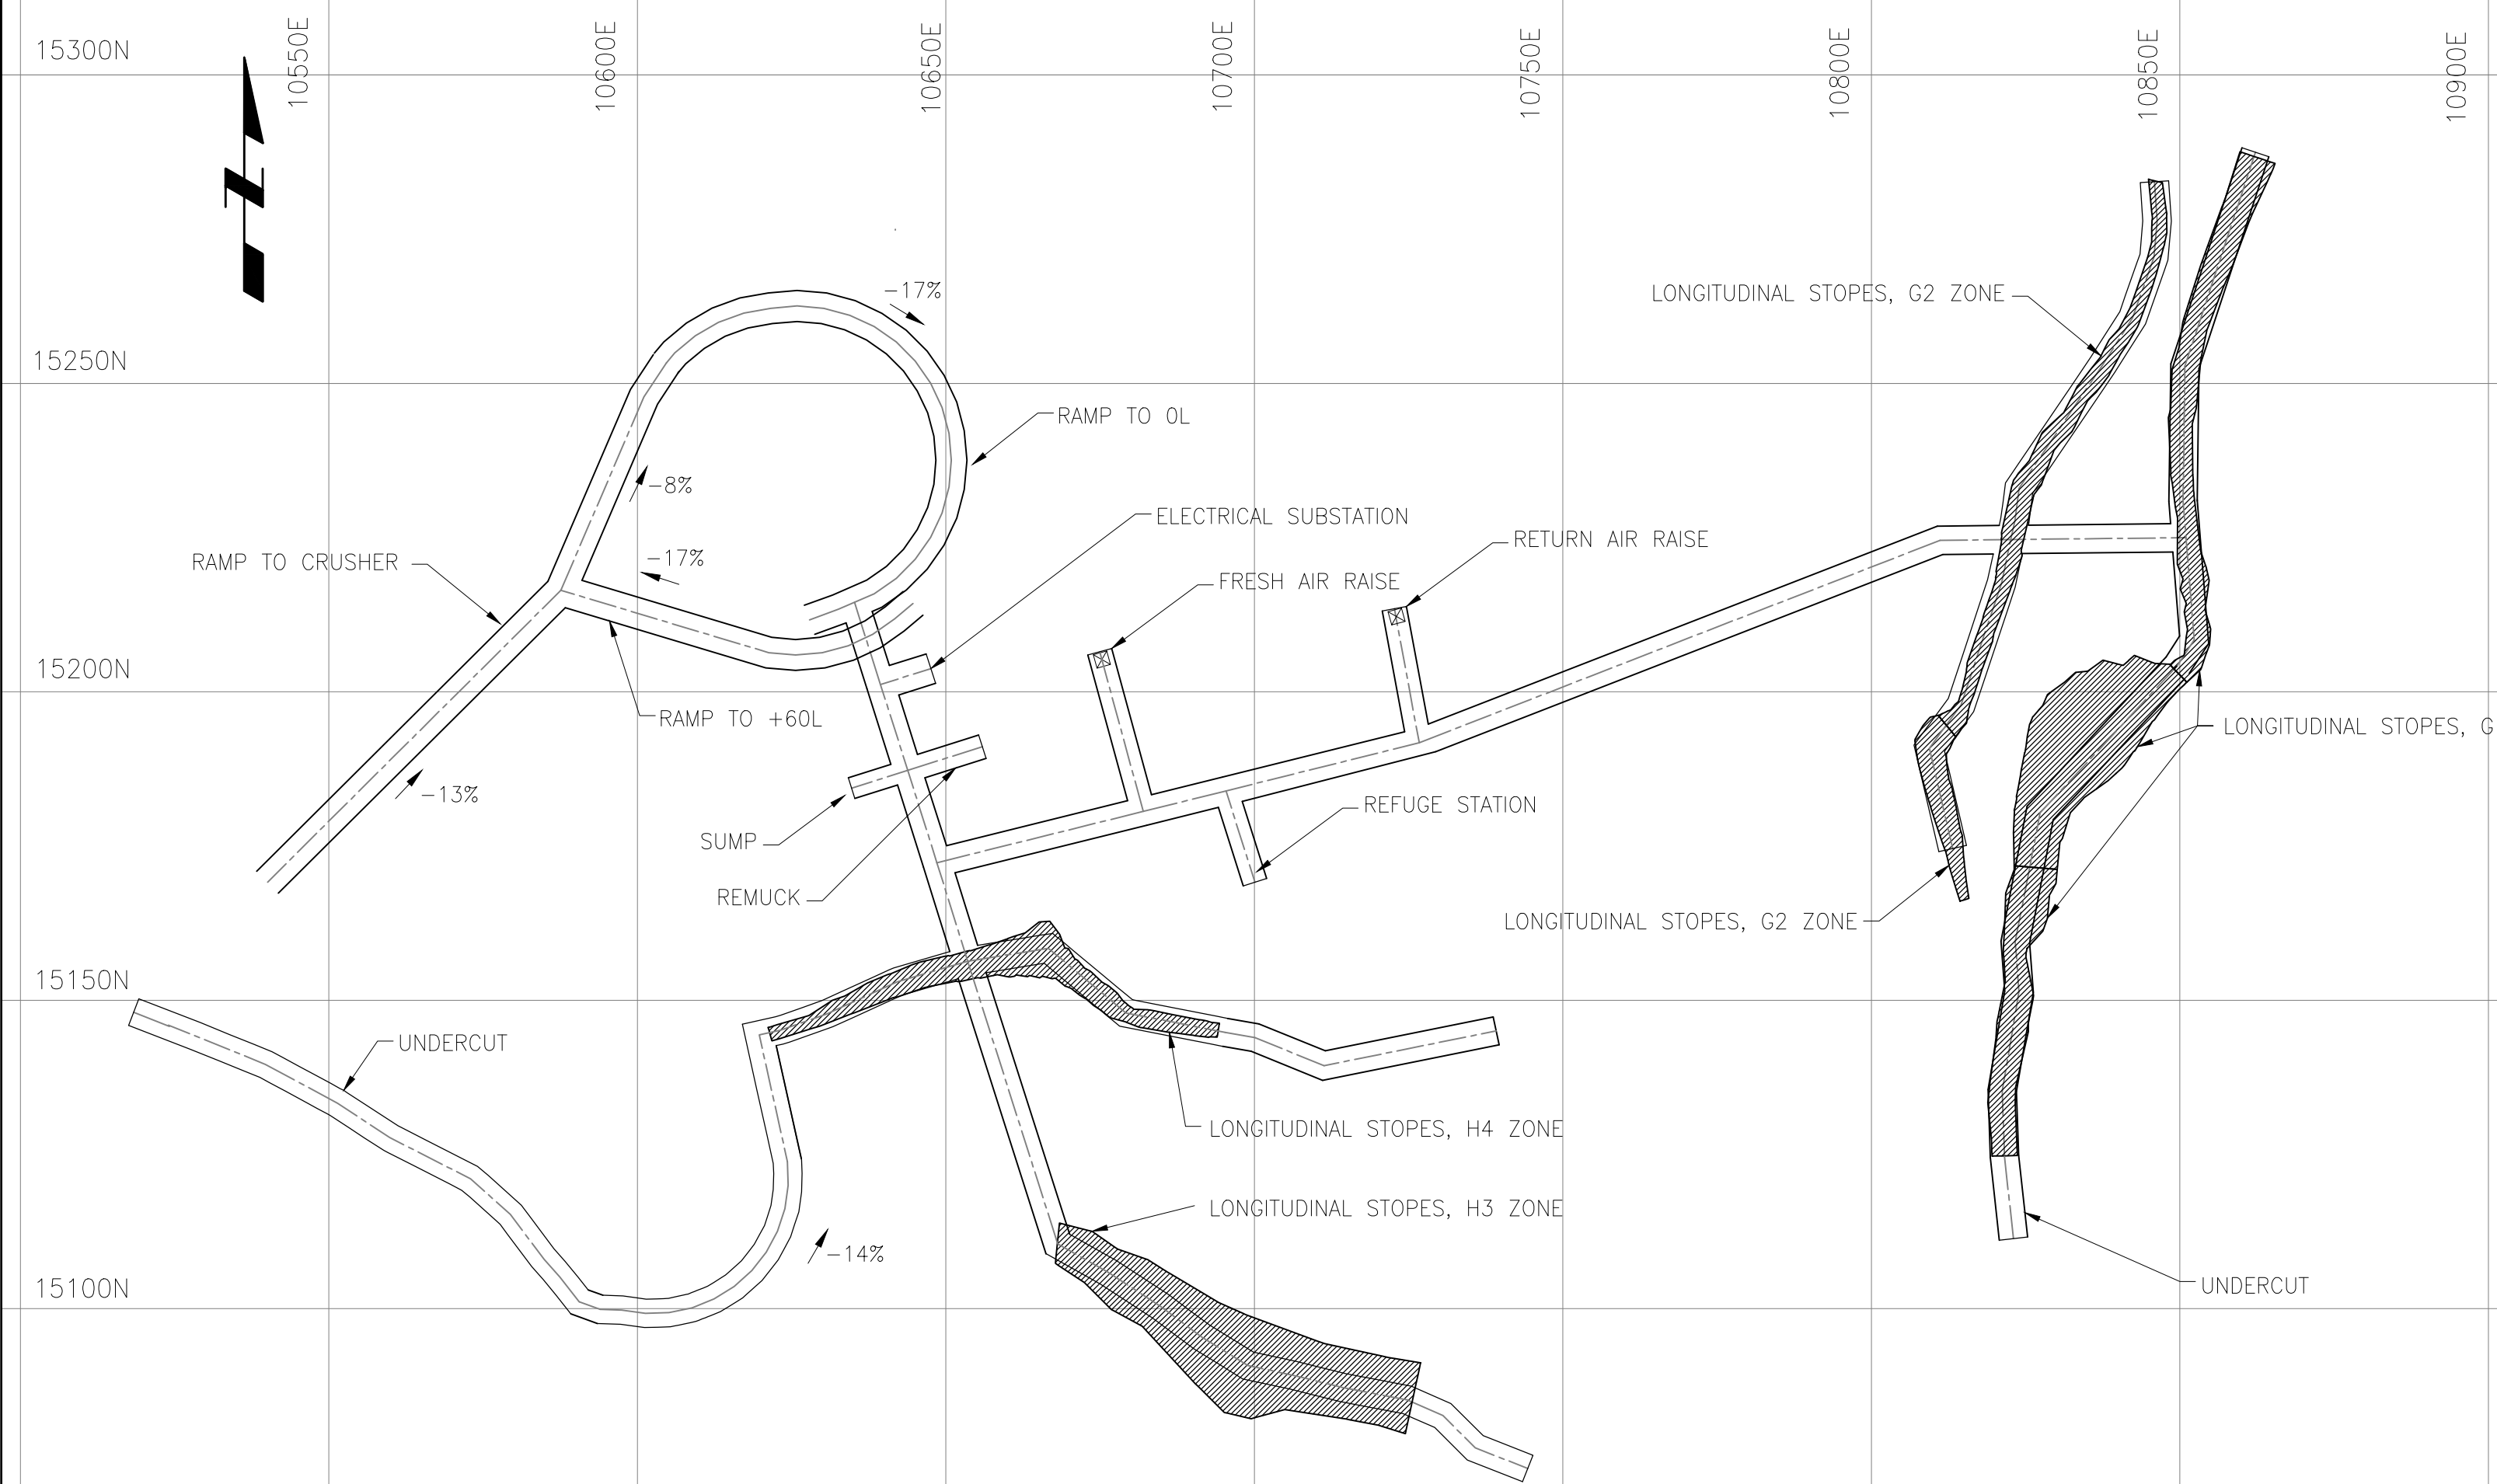 10550E
10600E
10650E
10700E
10750E
10800E
10850E
10900E
15300N
N
-17%
LONGITUDINAL STOPES, G2 ZONE
15250N
RAMP TO 0L
-8%
ELECTRICAL SUBSTATION
RETURN AIR RAISE
RAMP TO CRUSHER
-17%
FRESH AIR RAISE
15200N
RAMP TO +60L
LONGITUDINAL STOPES, G
-13%
REFUGE STATION
SUMP
REMUCK
LONGITUDINAL STOPES, G2 ZONE
15150N
UNDERCUT
LONGITUDINAL STOPES, H4 ZONE
LONGITUDINAL STOPES, H3 ZONE
-14%
15100N
UNDERCUT